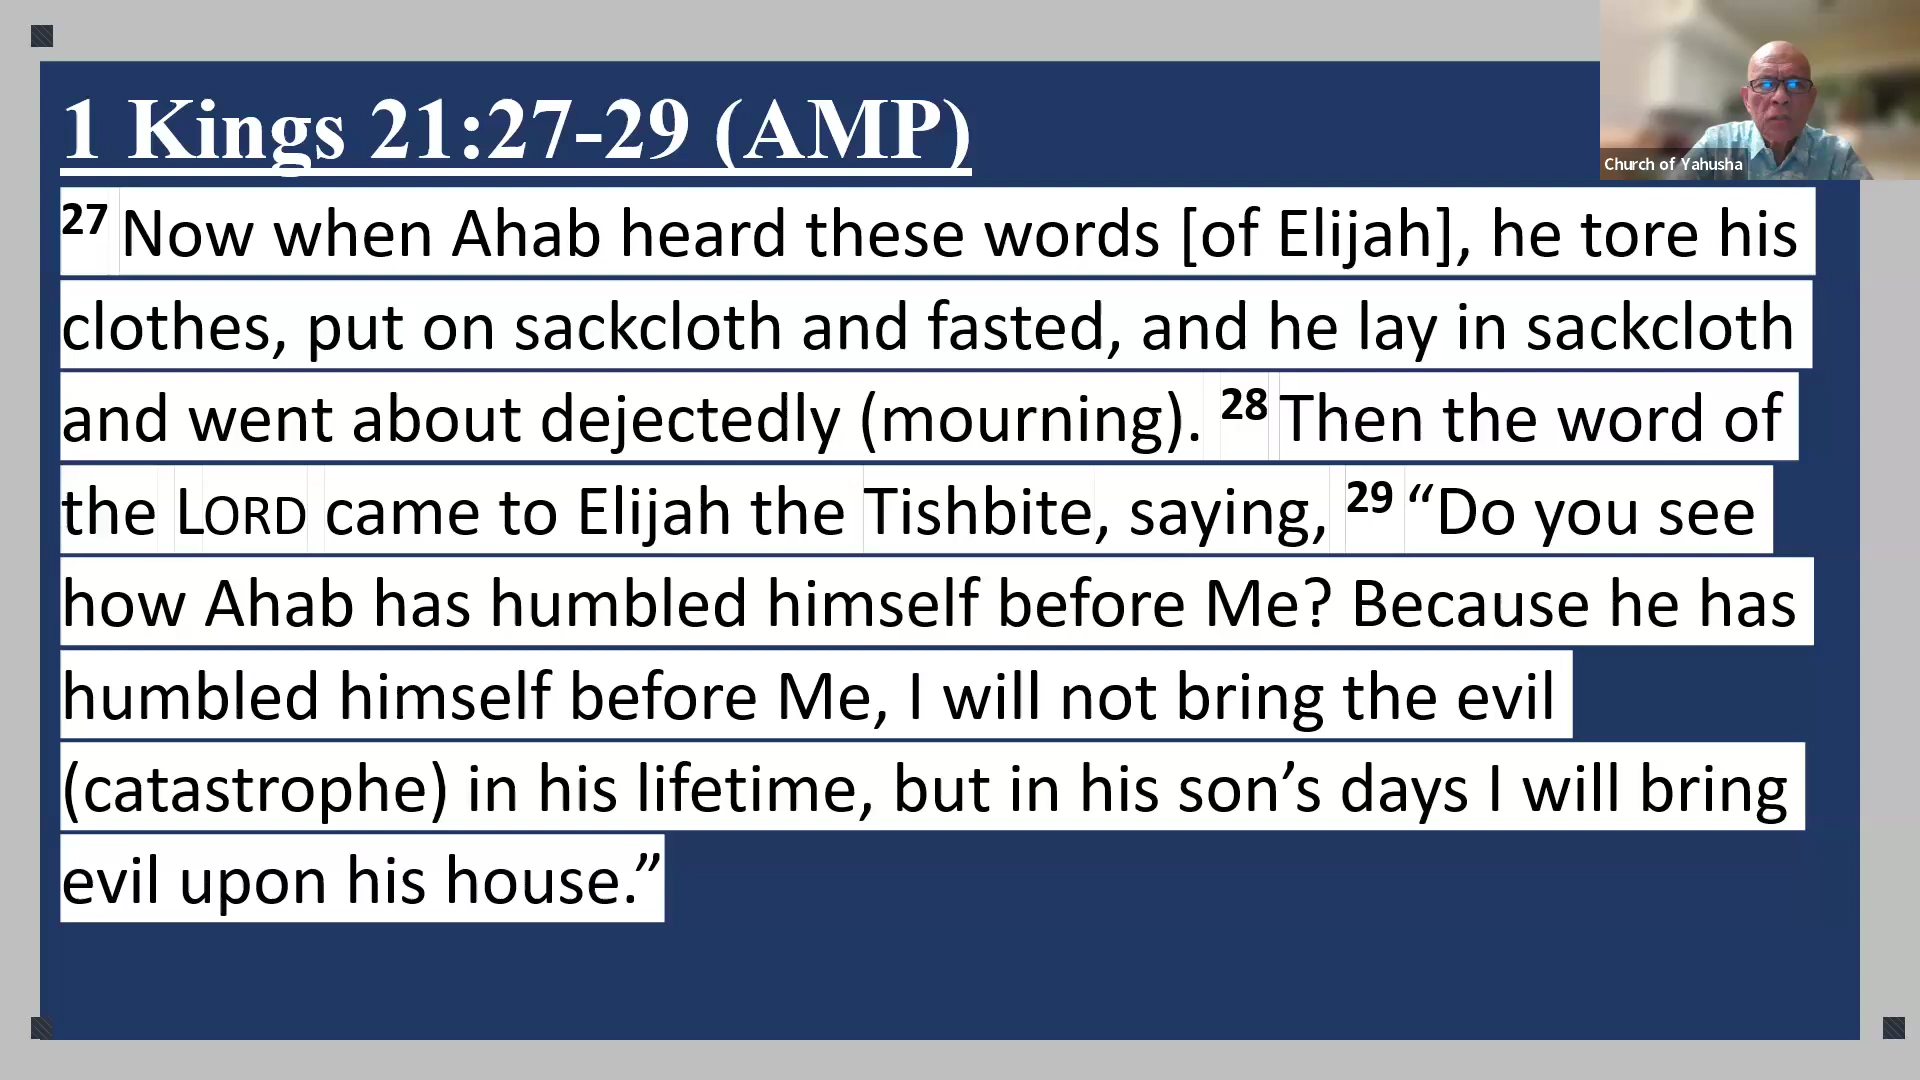 1 Kings 21:27-29 (AMP)
Church of Yahusha
27 Now when Ahab heard these words [of Elijah], he tore his
clothes, put on sackcloth and fasted, and he lay in sackcloth
and went about dejectedly (mourning). 28 Then the word of
the LORD came to Elijah the Tishbite, saying, 29 “Do you see
how Ahab has humbled himself before Me? Because he has
humbled himself before Me, I will not bring the evil
(catastrophe) in his lifetime, but in his son’s days I will bring
evil upon his house.”